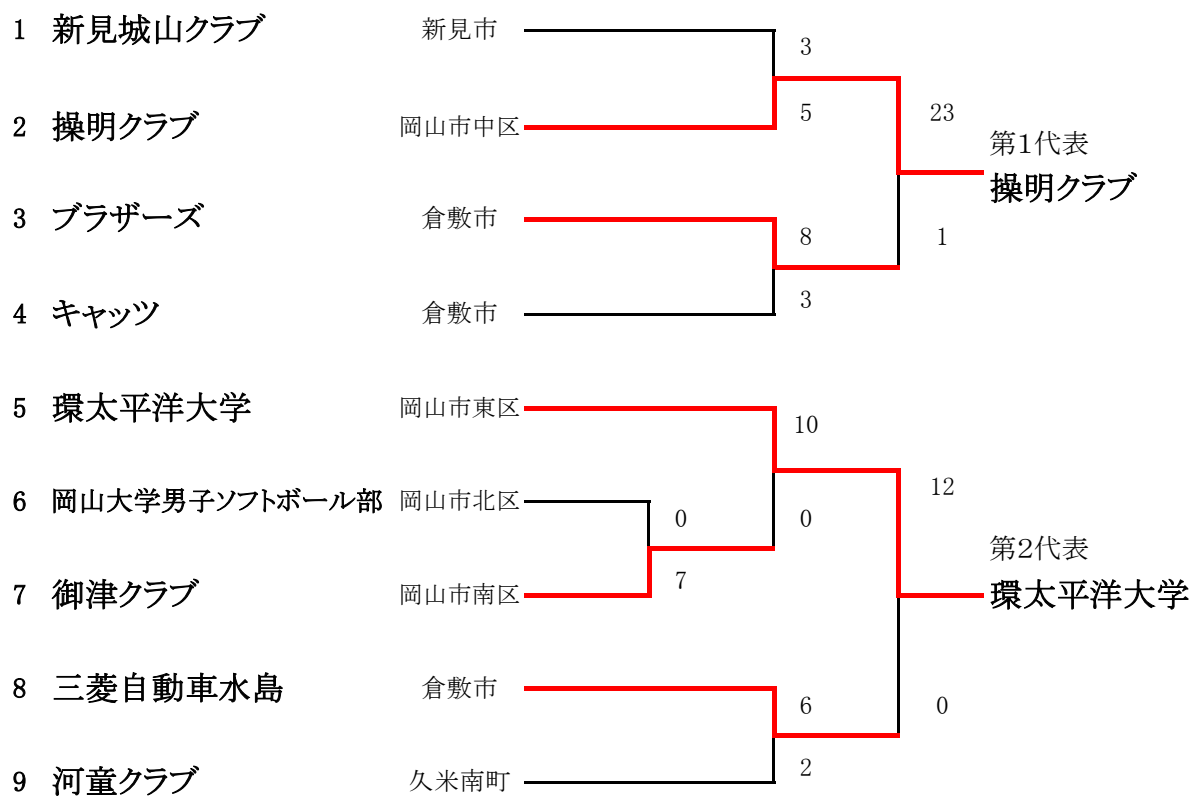 1 新見城山クラブ 新見市
3
2 操明クラブ 岡山市中区
5
23
第1代表
操明クラブ
3 ブラザーズ 倉敷市
8
1
4 キャッツ 倉敷市
3
5 環太平洋大学 岡山市東区
10
6 岡山大学男子ソフトボール部 岡山市北区
0
0
12
7 御津クラブ 岡山市南区
7
第2代表
環太平洋大学
8 三菱自動車水島 倉敷市
6
0
9 河童クラブ 久米南町
2